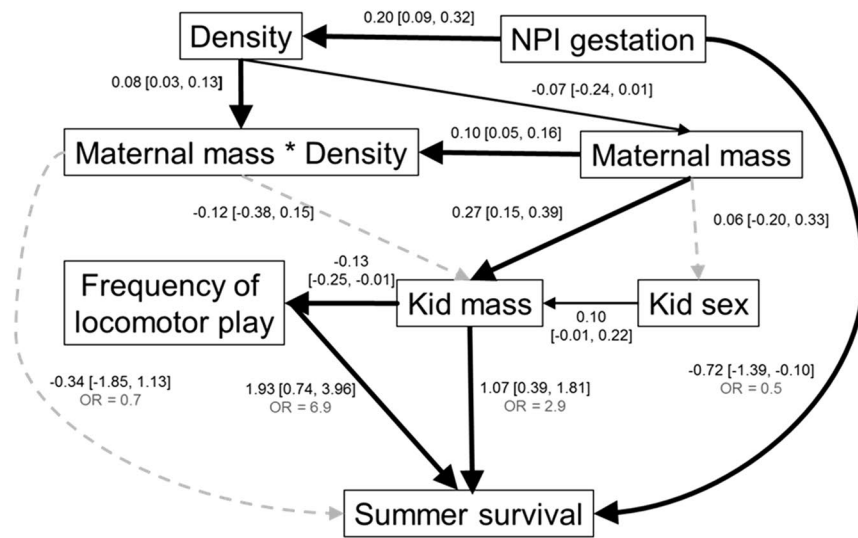 0.20 [0.09, 0.32]
Density
NPI gestation
0.08 [0.03, 0.13]
-0.07 [-0.24, 0.01]
0.10 [0.05, 0.16]
Maternal mass * Density
Maternal mass
-0.12 [-0.38, 0.15]
0.27 [0.15, 0.39]
0.06 [-0.20, 0.33]
-0.13
[-0.25, -0.01]
Frequency of
locomotor play
Kid mass
Kid sex
0.10
[-0.01, 0.22]
-0.34 [-1.85, 1.13]
OR = 0.7
1.93 [0.74, 3.96]
OR = 6.9
1.07 [0.39, 1.81]
OR = 2.9
-0.72 [-1.39, -0.10]
OR = 0.5
Summer survival